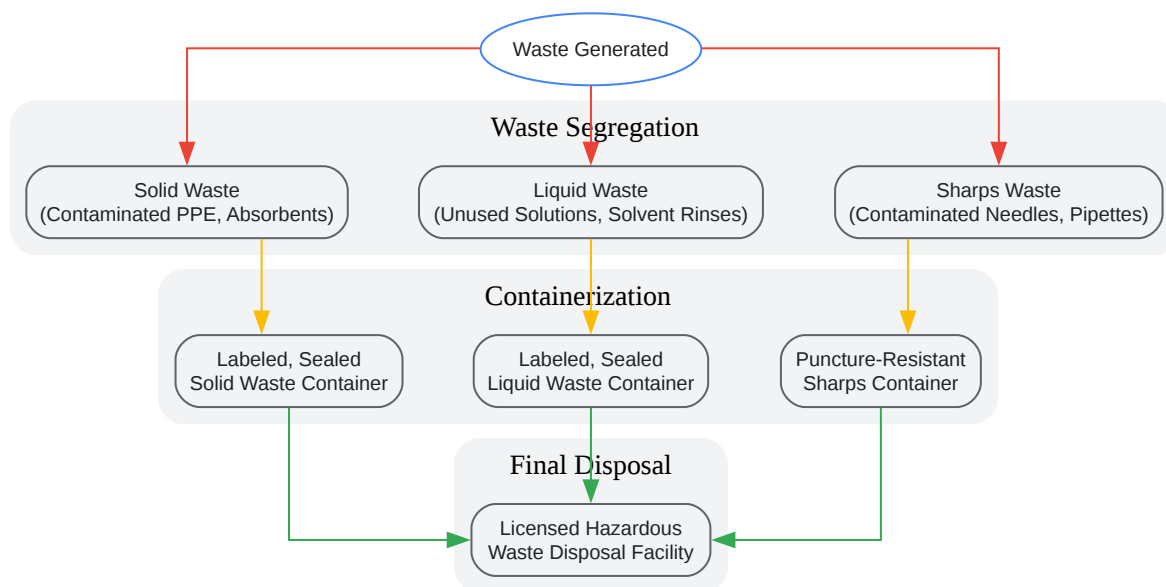 Waste Generated
Waste Segregation
Solid Waste
(Contaminated PPE, Absorbents)
Liquid Waste
(Unused Solutions, Solvent Rinses)
Sharps Waste
(Contaminated Needles, Pipettes)
Containerization
Labeled, Sealed
Solid Waste Container
Labeled, Sealed
Liquid Waste Container
Puncture-Resistant
Sharps Container
Final Disposal
Licensed Hazardous
Waste Disposal Facility